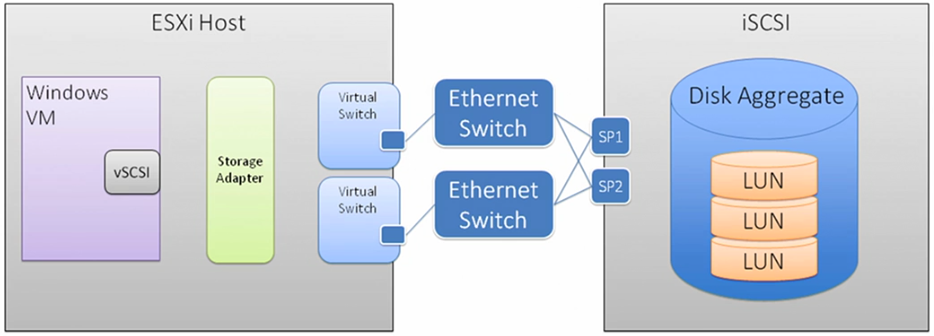 ESXi Host
Windows
VM
vSCSI
Storage
Adapter
Virtual
Switch
Virtual
Switch
Ethernet
Switch
Ethernet
Switch
SP1
SP2
iSCSI
Disk Aggregate
LUN
LUN
LUN